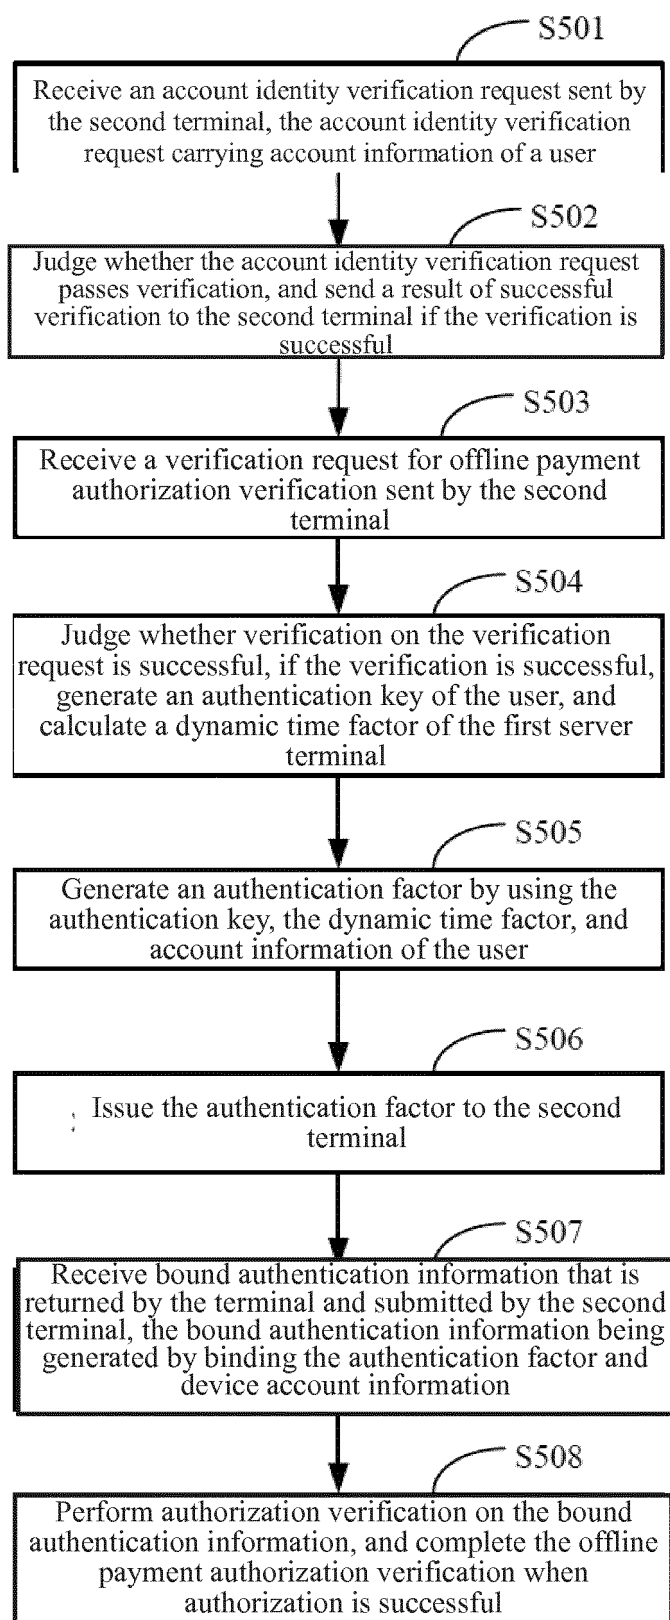 S501
Receive an account identity verification request sent by
the second terminal, the account identity verification
request carrying account information of a user
S502
Judge whether the account identity verification request
passes verification, and send a result of successful
verification to the second terminal if the verification is
successful
S503
Receive a verification request for offline payment
authorization verification sent by the second
terminal
S504
Judge whether verification on the verification
request is successful, if the verification is successful,
generate an authentication key of the user, and
calculate a dynamic time factor of the first server
terminal
S505
Generate an authentication factor by using the
authentication key, the dynamic time factor, and
account information of the user
S506
Issue the authentication factor to the second
terminal
S507
Receive bound authentication information that is
returned by the terminal and submitted by the second
terminal, the bound authentication information being
generated by binding the authentication factor and
device account information
S508
Perform authorization verification on the bound
authentication information, and complete the offline
payment authorization verification when
authorization is successful